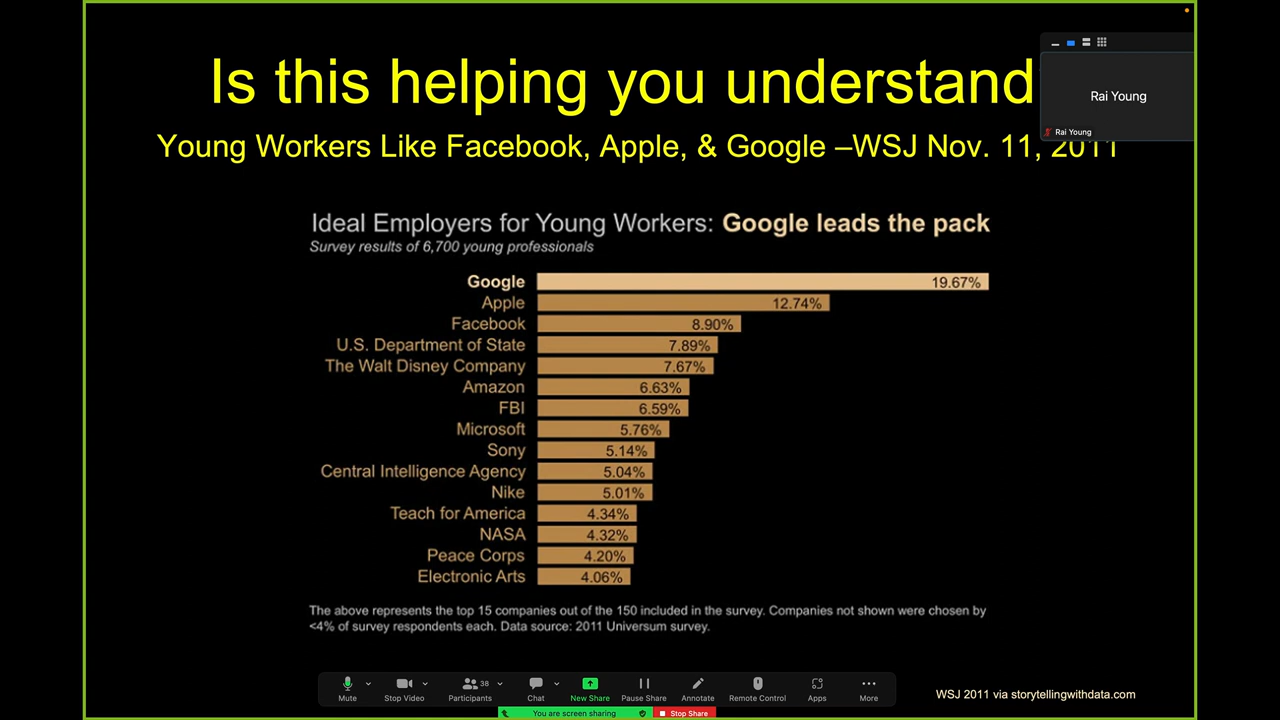 Is this helping you understand
Rai Young
Rai Young
Young Workers Like Facebook, Apple, & Google –WSJ Nov. 11, 2011
Ideal Employers for Young Workers: Google leads the pack
Survey results of 6,700 young professionals
Google 19.67%
Apple 12.74%
Facebook 8.90%
U.S. Department of State 7.89%
The Walt Disney Company 7.67%
Amazon 6.63%
FBI 6.59%
Microsoft 5.76%
Sony 5.14%
Central Intelligence Agency 5.04%
Nike 5.01%
Teach for America 4.34%
NASA 4.32%
Peace Corps 4.20%
Electronic Arts 4.06%
The above represents the top 15 companies out of the 150 included in the survey. Companies not shown were chosen by
<4% of survey respondents each. Data source: 2011 Universum survey.
Mute Stop Video Participants 38 Chat New Share Pause Share Annotate Remote Control Apps More
WSJ 2011 via storytellingwithdata.com
You are screen sharing Stop Share